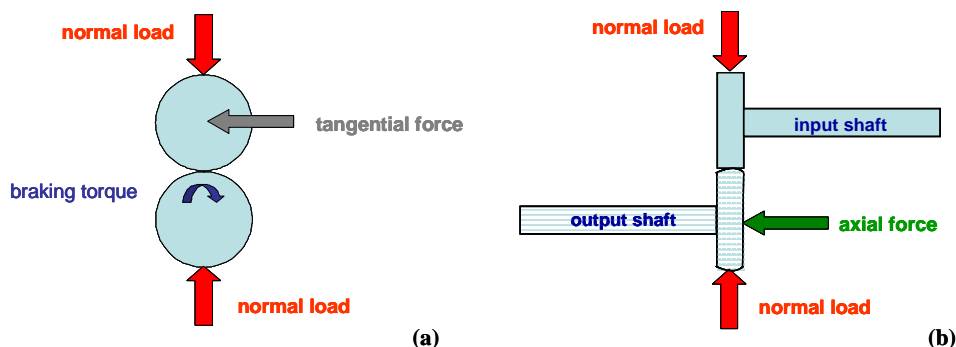 normal load
tangential force
braking torque
normal load
(a)
normal load
input shaft
output shaft
axial force
normal load
(b)